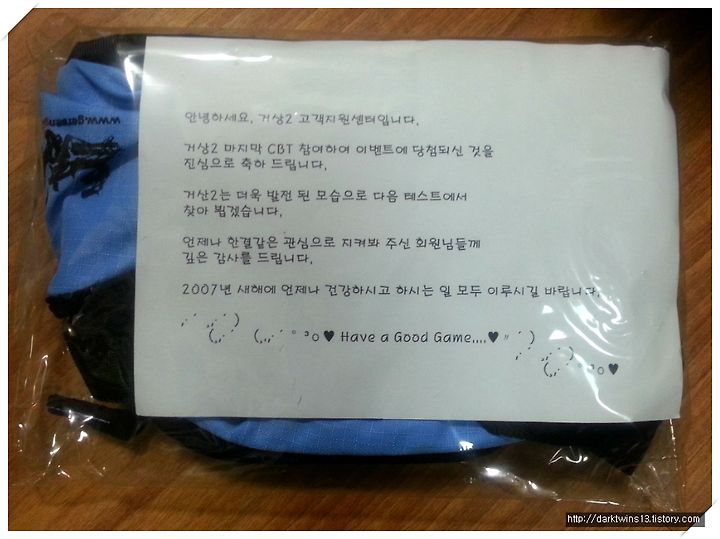 안녕하세요. 거상2 고객지원센터입니다.
거상2 마지막 CBT 참여하여 이벤트에 당첨되신 것을
진심으로 축하 드립니다.
거산2는 더욱 발전 된 모습으로 다음 테스트에서
찾아 뵙겠습니다.
언제나 한결같은 관심으로 지켜봐 주신 회원님들께
깊은 감사를 드립니다.
2007년 새해에 언제나 건강하시고 하시는 일 모두 이루시길 바랍니다.
Have a Good Game....
http://darktwins13.tistory.com